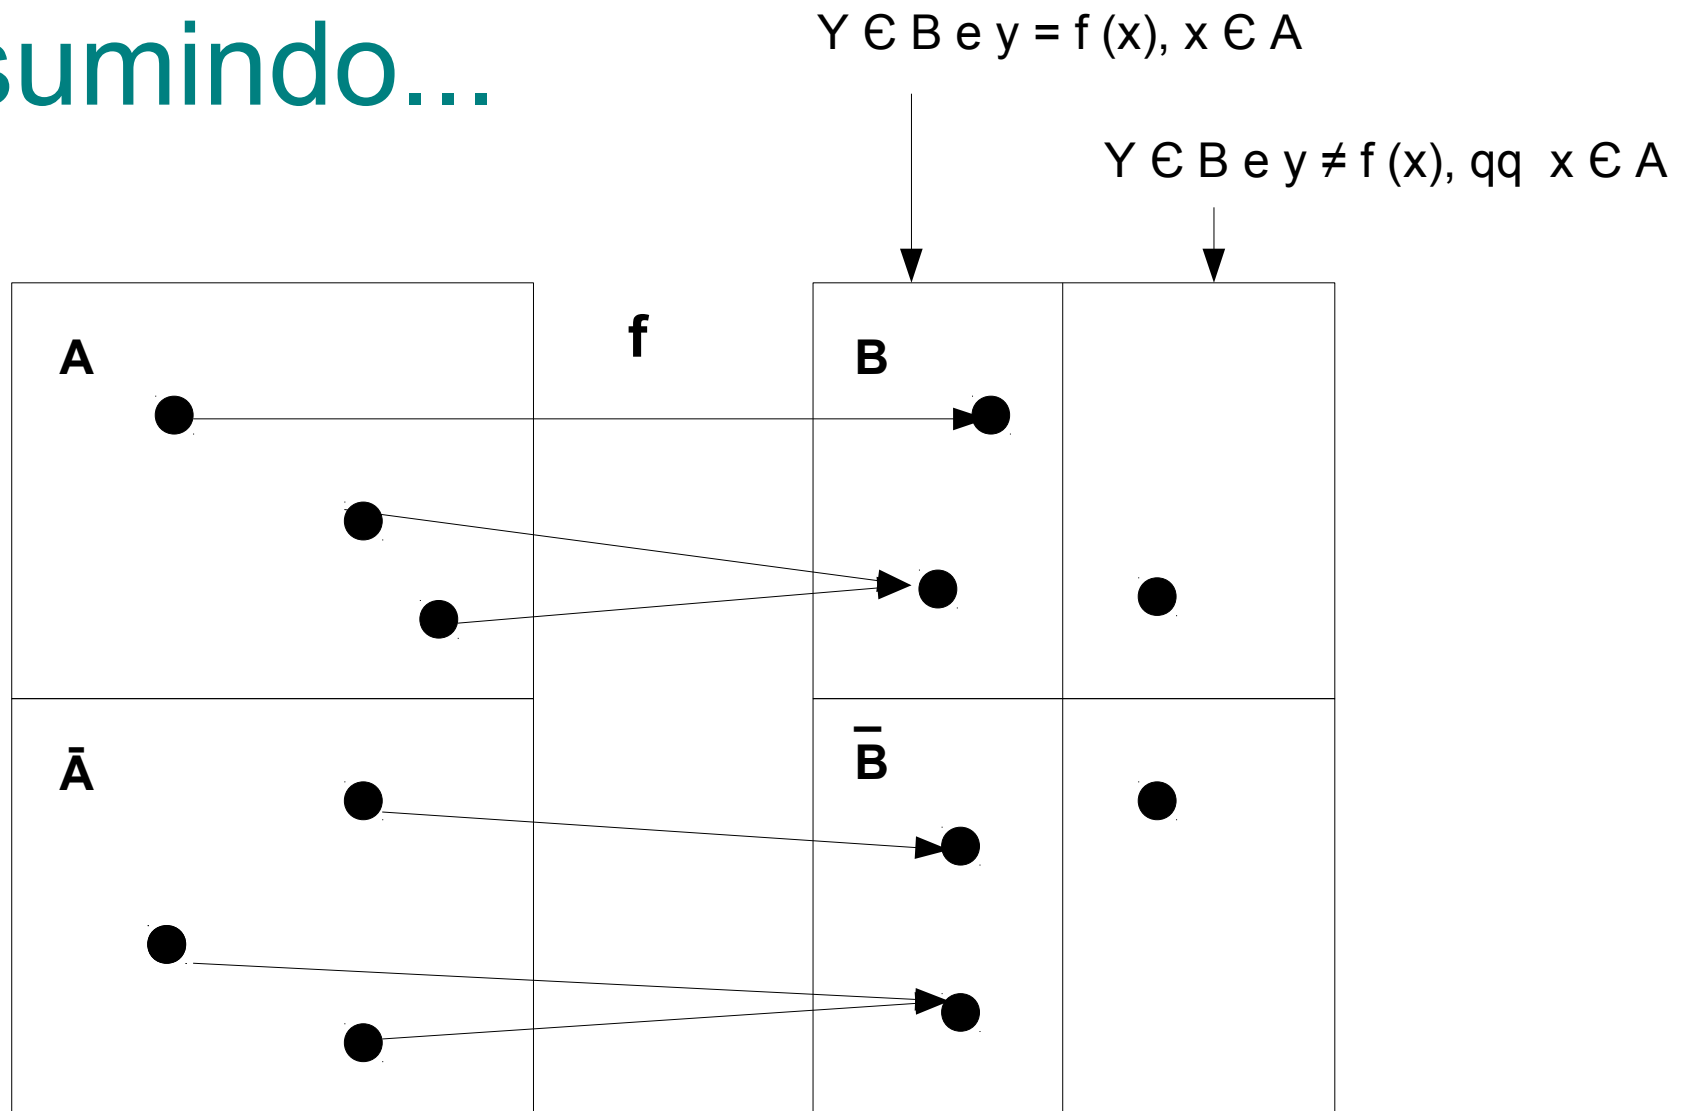 sumindo...
Y Є B e y = f (x), x Є A
Y Є B e y ≠ f (x), qq x Є A
A
f
B
Ā
B̅